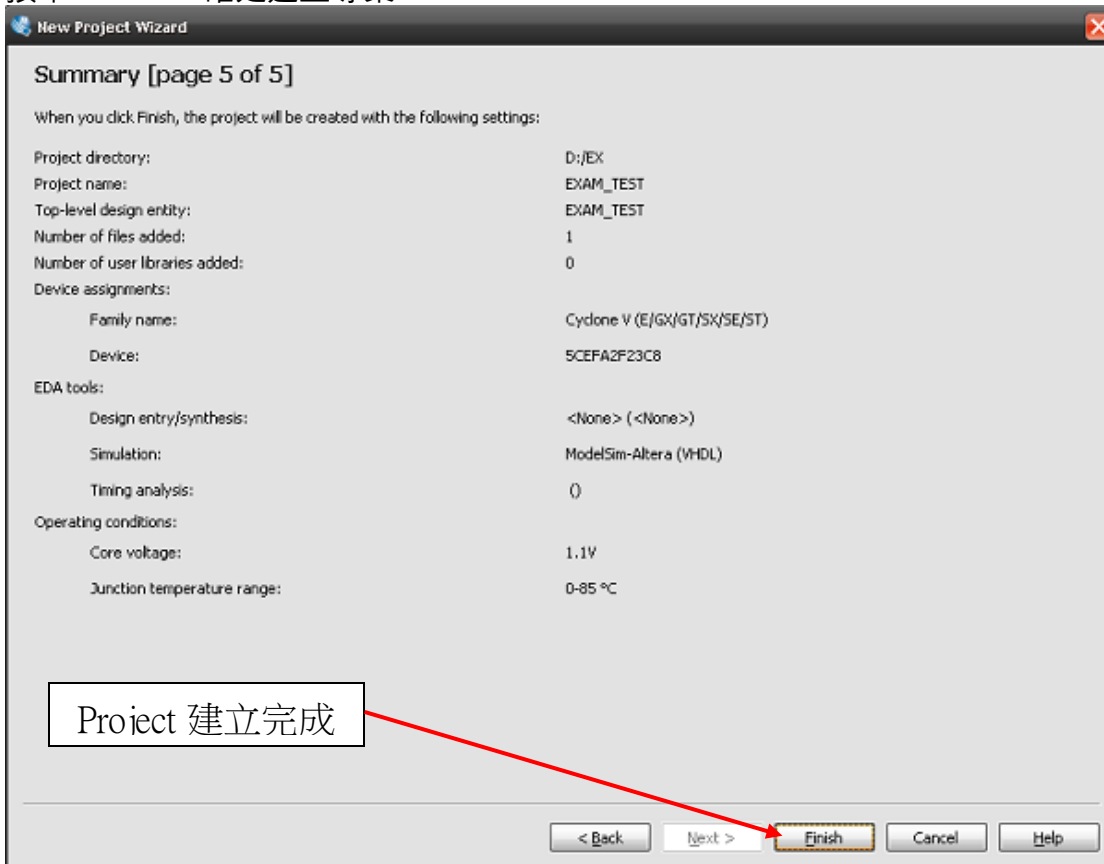 New Project Wizard
Summary [page 5 of 5]
When you click Finish, the project will be created with the following settings:
Project directory: D:/EX
Project name: EXAM_TEST
Top-level design entity: EXAM_TEST
Number of files added: 1
Number of user libraries added: 0
Device assignments:
Family name: Cyclone V (E/GX/GT/SX/SE/ST)
Device: 5CEFA2F23C8
EDA tools:
Design entry/synthesis: <None> (<None>)
Simulation: ModelSim-Altera (VHDL)
Timing analysis: ()
Operating conditions:
Core voltage: 1.1V
Junction temperature range: 0-85 ºC
Project 建立完成
< Back Next > Finish Cancel Help